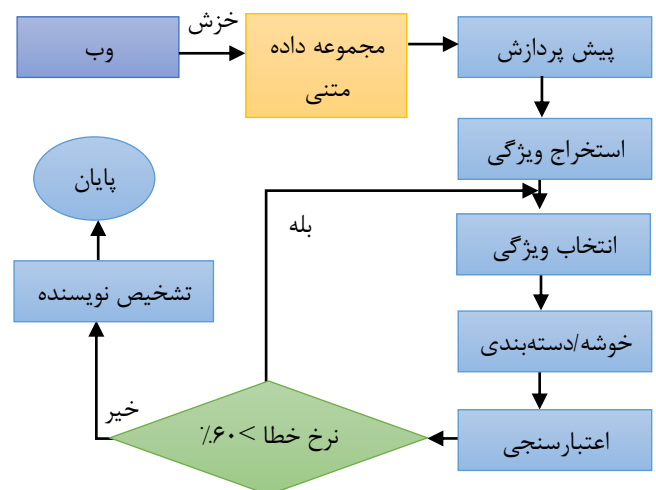 وب
خزش
مجموعه داده
متنی
پیش پردازش
استخراج ویژگی
انتخاب ویژگی
خوشه/دسته‌بندی
اعتبارسنجی
نرخ خطا >۶۰٪
بله
خیر
تشخیص نویسنده
پایان